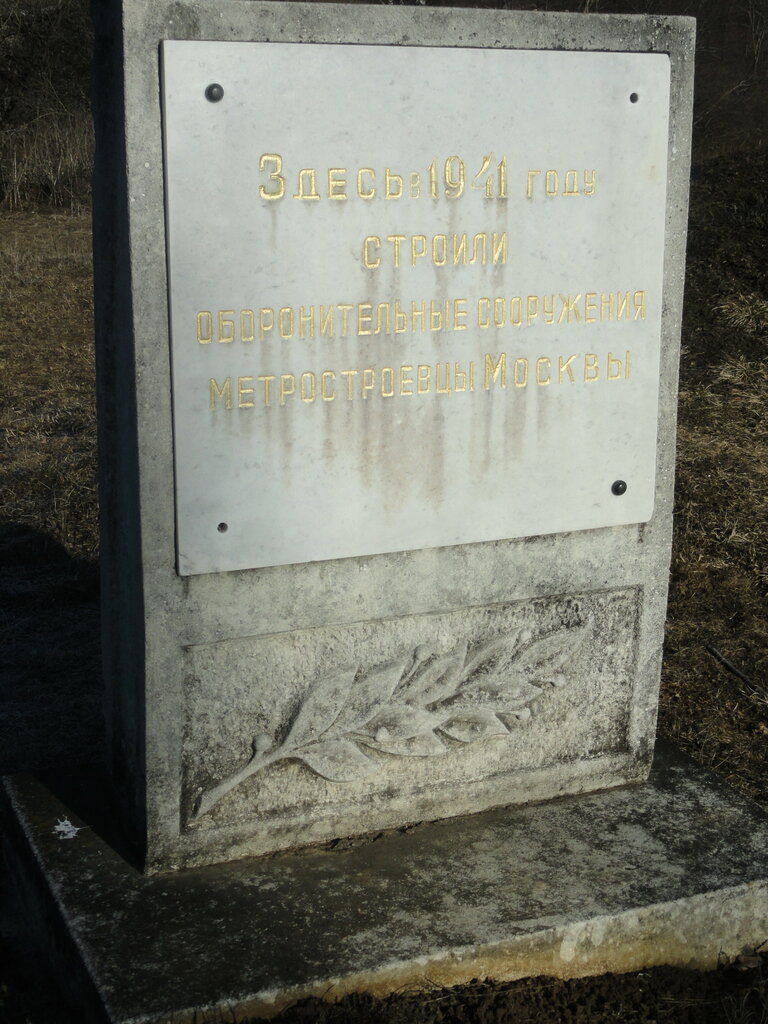 Здесь в 1941 году
строили
оборонительные сооружения
метростроевцы Москвы